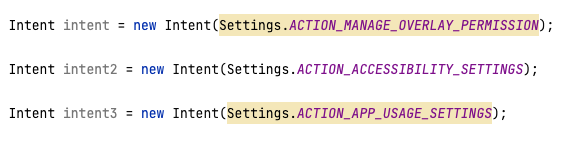 Intent intent = new Intent(Settings.ACTION_MANAGE_OVERLAY_PERMISSION);
Intent intent2 = new Intent(Settings.ACTION_ACCESSIBILITY_SETTINGS);
Intent intent3 = new Intent(Settings.ACTION_APP_USAGE_SETTINGS);